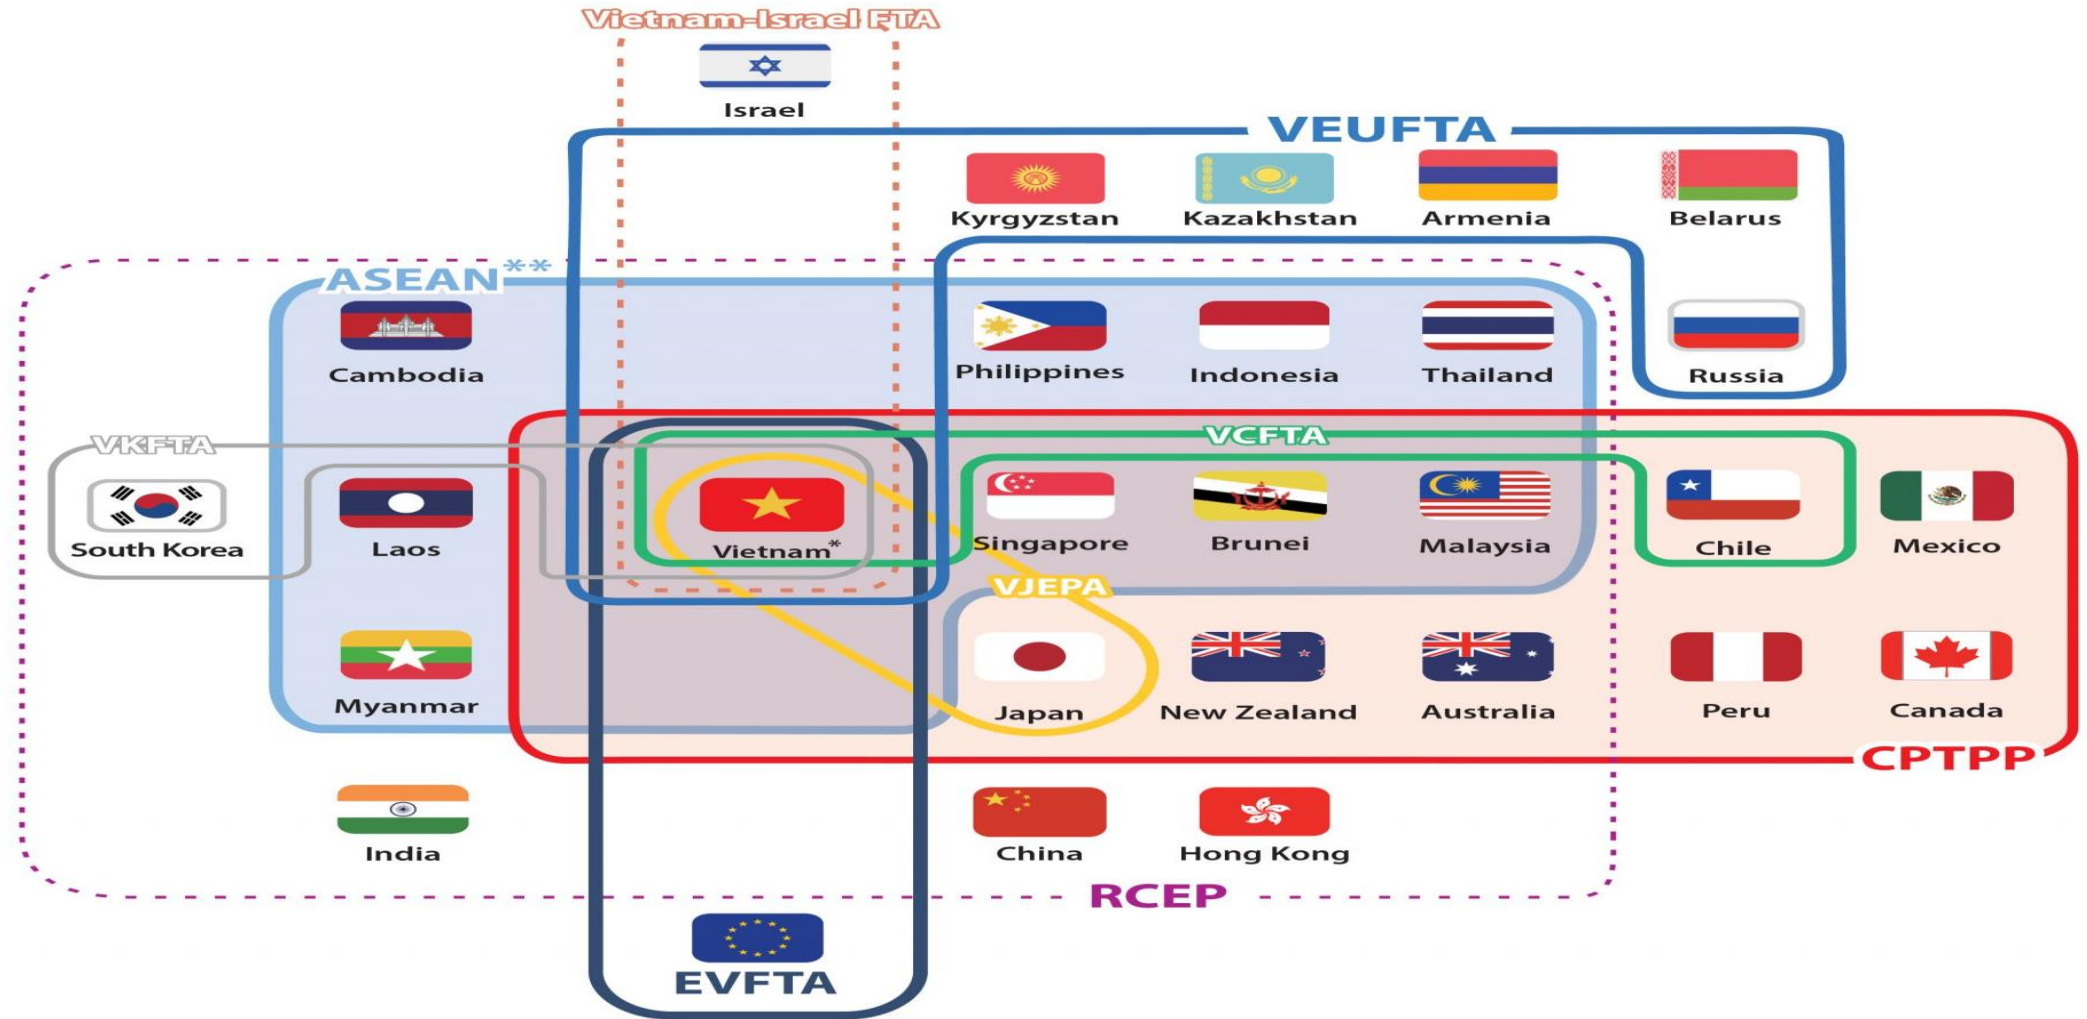 Vietnam-Israel FTA
Israel
VEUFTA
Kyrgyzstan
Kazakhstan
Armenia
Belarus
ASEAN**
Cambodia
Philippines
Indonesia
Thailand
Russia
VKFTA
VCFTA
South Korea
Laos
Vietnam*
Singapore
Brunei
Malaysia
Chile
Mexico
VJEPA
Myanmar
Japan
New Zealand
Australia
Peru
Canada
CPTPP
India
China
Hong Kong
RCEP
EVFTA